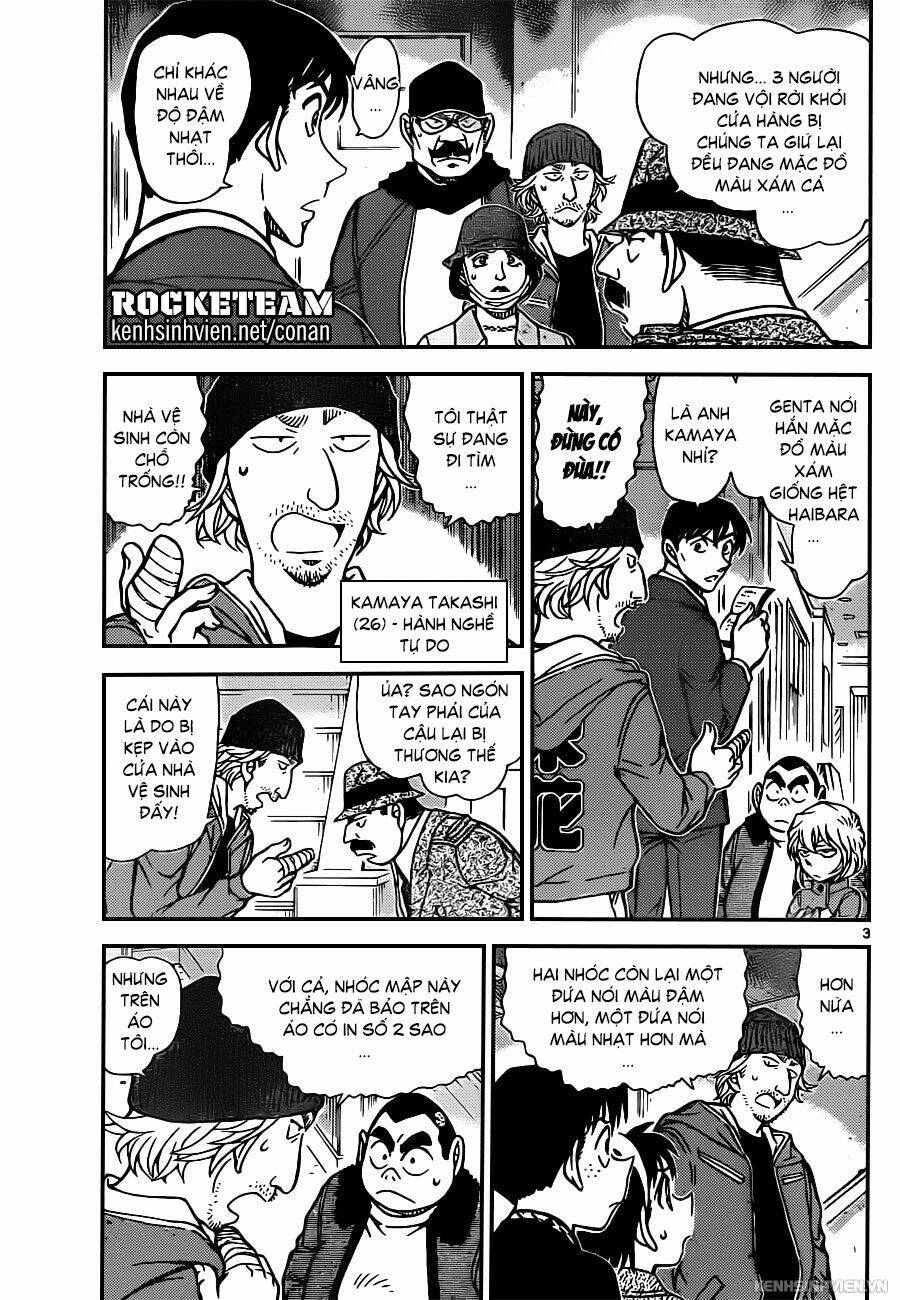 NHƯNG... 3 NGƯỜI
ĐANG VỘI RỜI KHỎI
CỬA HÀNG BỊ
CHÚNG TA GIỮ LẠI
ĐỀU ĐANG MẶC ĐỒ
MÀU XÁM CẢ
...
VÂNG
...
CHỈ KHÁC
NHAU VỀ
ĐỘ ĐẬM
NHẠT
THÔI...
ROCKETEAM
kenhsinhvien.net/conan
GENTA NÓI
HẮN MẶC
ĐỒ MÀU
XÁM
GIỐNG HỆT
HAIBARA
...
LÀ ANH
KAMAYA
NHỈ?
NÀY,
ĐỪNG CÓ
ĐÙA!!
TÔI THẬT
SỰ ĐANG
ĐI TÌM
...
NHÀ VỆ
SINH CÒN
CHỖ
TRỐNG!!
KAMAYA TAKASHI
(26) - HÀNH NGHỀ
TỰ DO
ỦA? SAO NGÓN
TAY PHẢI CỦA
CẬU LẠI BỊ
THƯƠNG THẾ
KIA?
CÁI NÀY
LÀ DO BỊ
KẸP VÀO
CỬA NHÀ
VỆ SINH
ĐẤY!
3
HƠN
NỮA
...
HAI NHÓC CÒN LẠI MỘT
ĐỨA NÓI MÀU ĐẬM
HƠN, MỘT ĐỨA NÓI
MÀU NHẠT HƠN MÀ
...
VỚI CẢ, NHÓC MẬP NÀY
CHẲNG ĐÃ BẢO TRÊN
ÁO CÓ IN SỐ 2 SAO
...
NHƯNG
TRÊN
ÁO
TÔI...
KENHSINHVIEN.VN